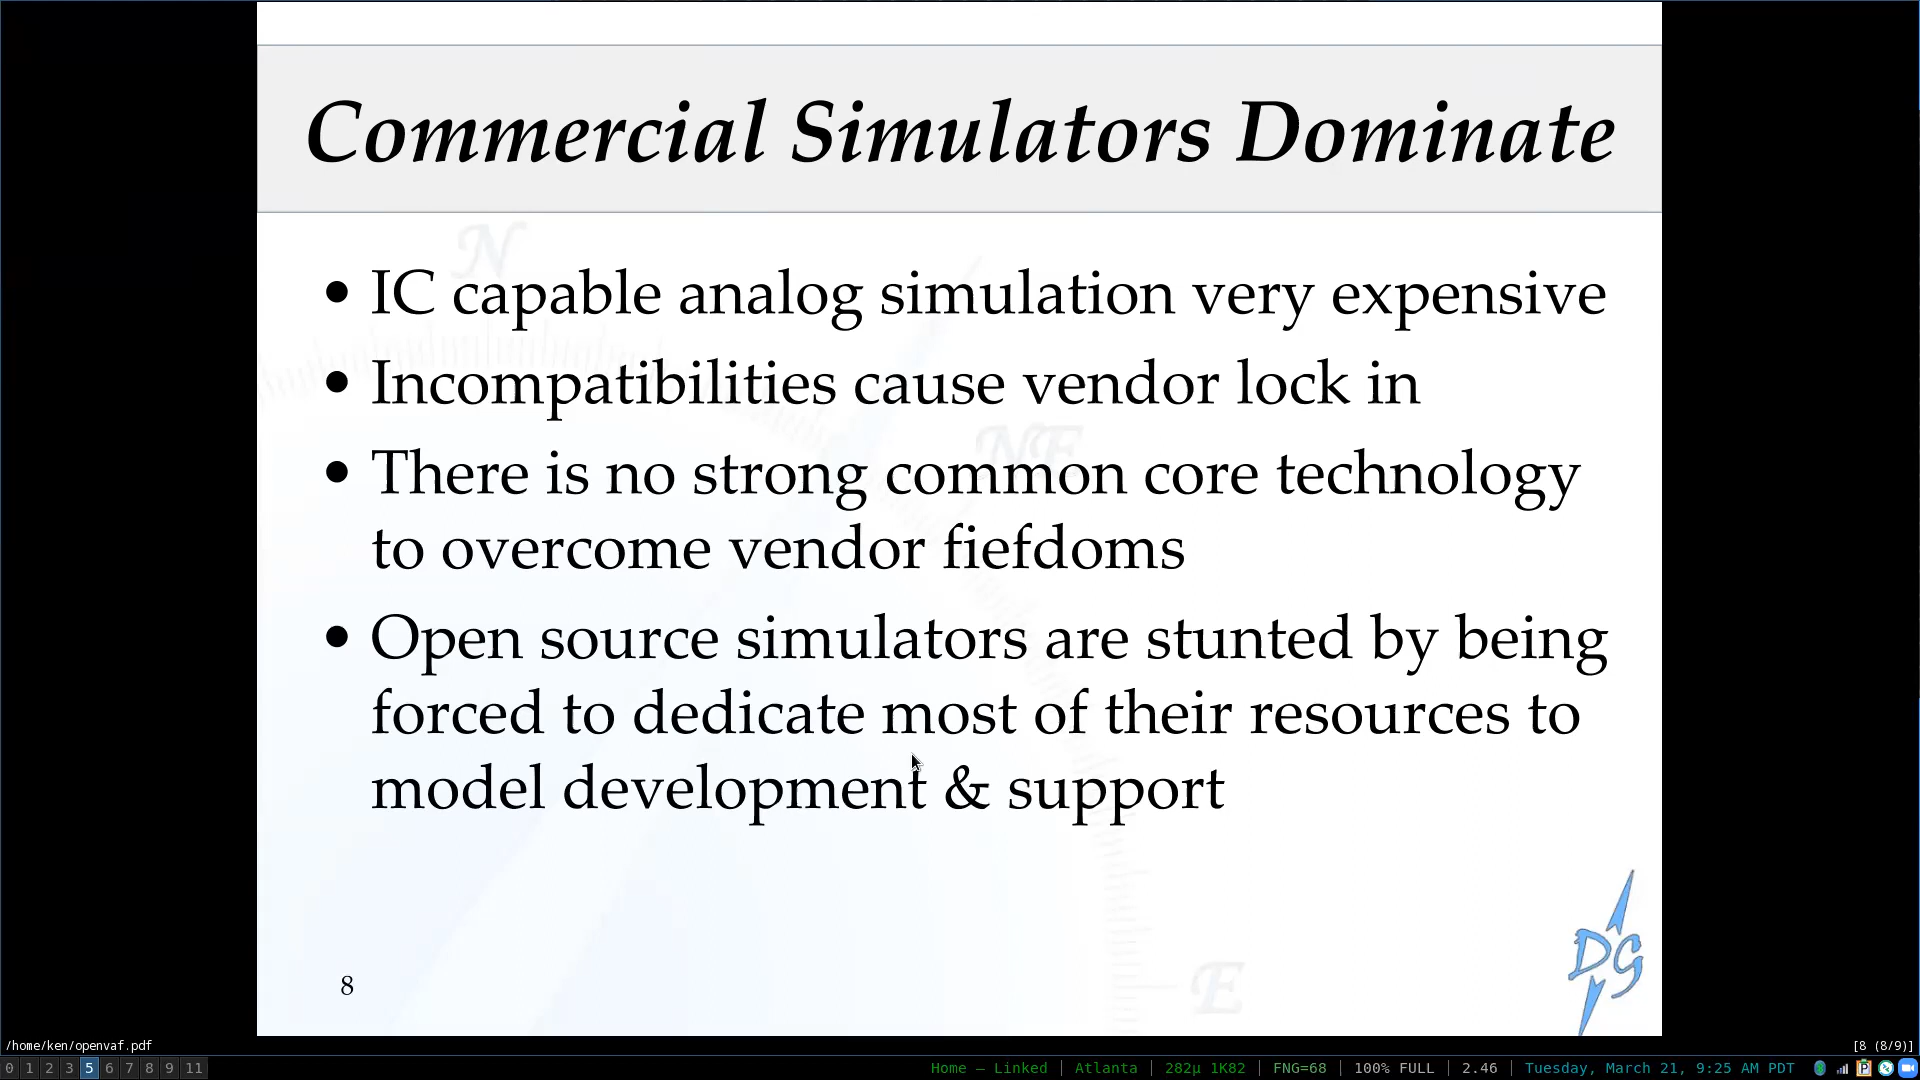 Commercial Simulators Dominate
N
• IC capable analog simulation very expensive
• Incompatibilities cause vendor lock in
NE
• There is no strong common core technology
to overcome vendor fiefdoms
• Open source simulators are stunted by being
forced to dedicate most of their resources to
model development & support
DG
8
E
/home/ken/openvaf.pdf
[8 (8/9)]
0 1 2 3 5 6 7 8 9 11
Home — Linked | Atlanta | 282µ 1K82 | FNG=68 | 100% FULL | 2.46 | Tuesday, March 21, 9:25 AM PDT